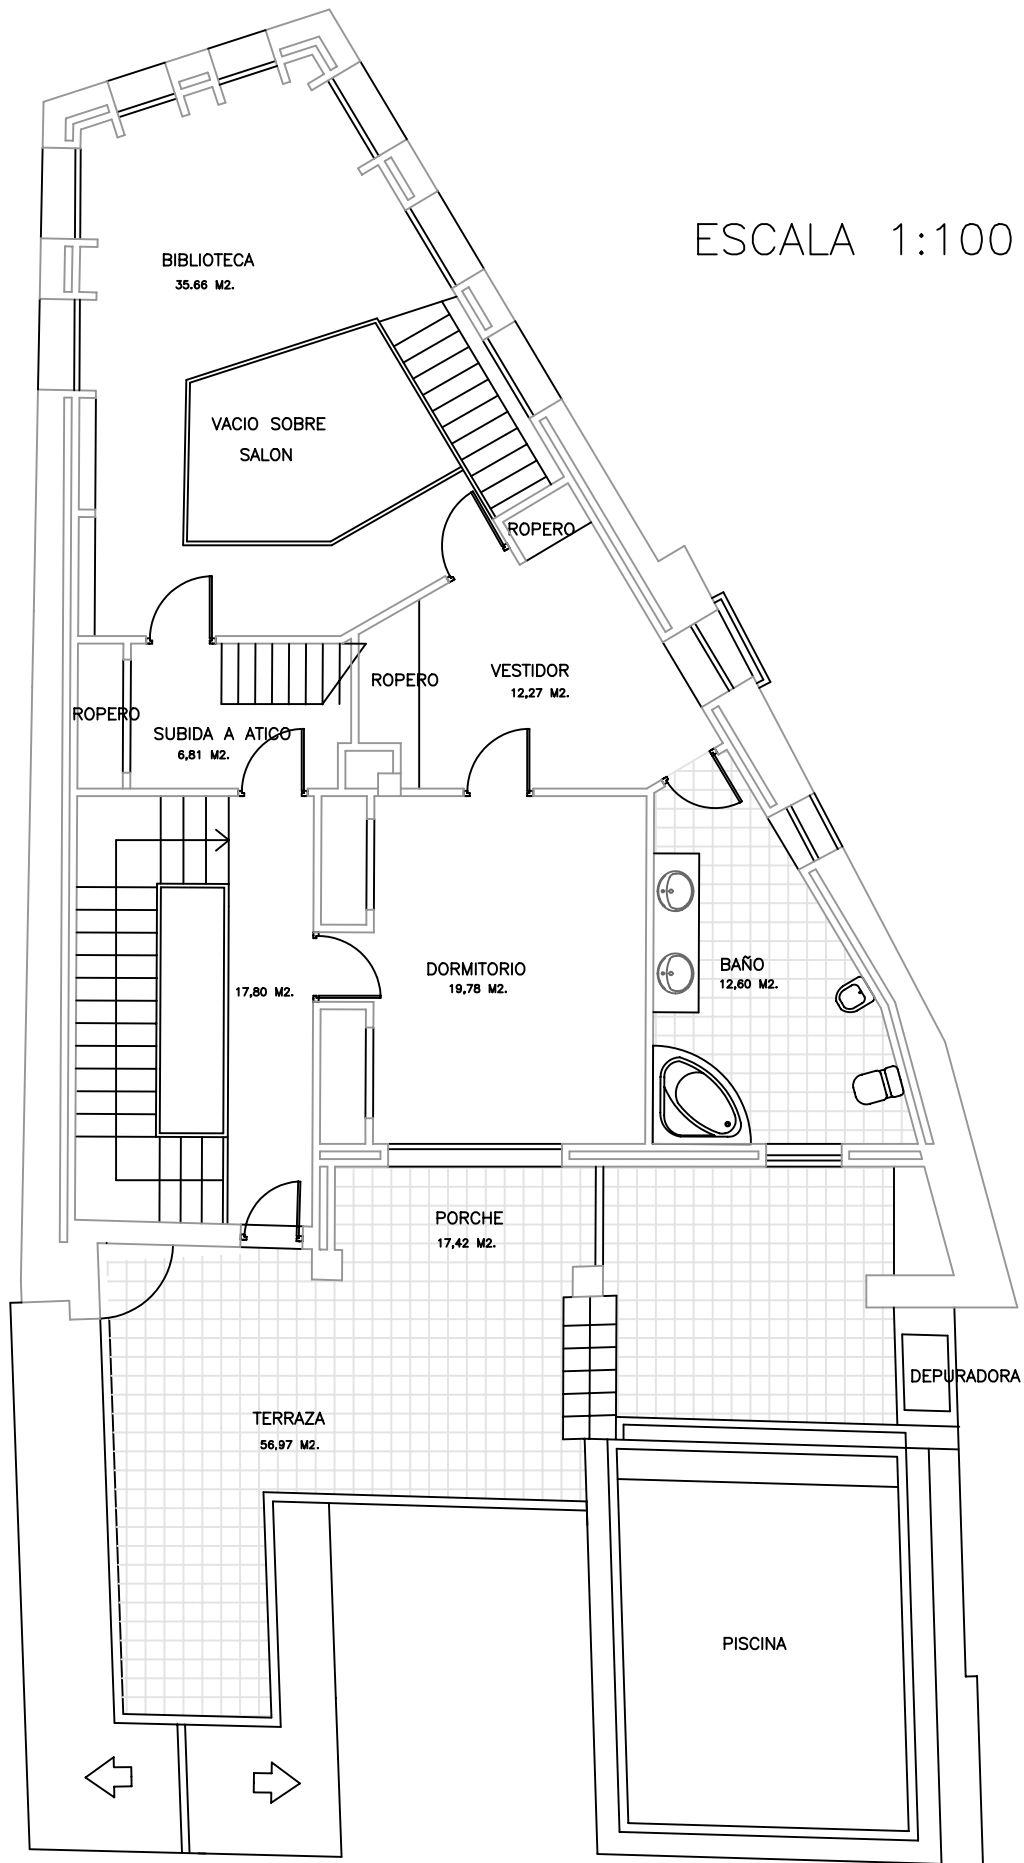 ESCALA 1:100
BIBLIOTECA
35.66 M2.
VACIO SOBRE
SALON
ROPERO
VESTIDOR
12,27 M2.
ROPERO
ROPERO
SUBIDA A ATICO
6,81 M2.
DORMITORIO
19,78 M2.
BAÑO
12,60 M2.
17,80 M2.
PORCHE
17,42 M2.
DEPURADORA
TERRAZA
56,97 M2.
PISCINA